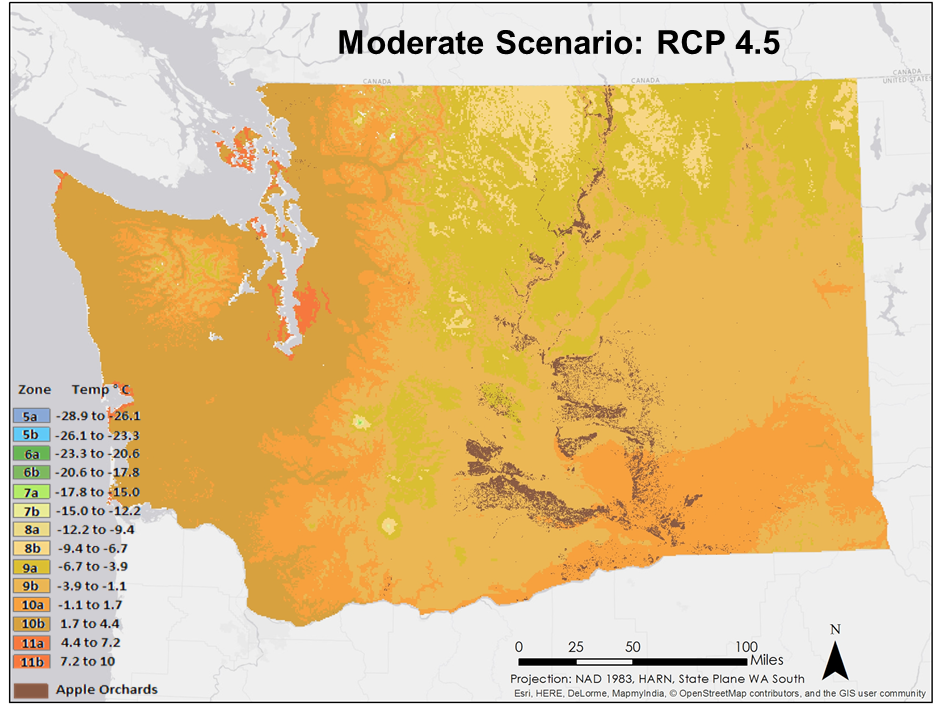 Moderate Scenario: RCP 4.5
CANADA
CANADA
CANADA
UNITED STATES
Zone Temp ° C
5a -28.9 to -26.1
5b -26.1 to -23.3
6a -23.3 to -20.6
6b -20.6 to -17.8
7a -17.8 to -15.0
7b -15.0 to -12.2
8a -12.2 to -9.4
8b -9.4 to -6.7
9a -6.7 to -3.9
9b -3.9 to -1.1
10a -1.1 to 1.7
10b 1.7 to 4.4
11a 4.4 to 7.2
11b 7.2 to 10
Apple Orchards
N
0 25 50 100
Miles
Projection: NAD 1983, HARN, State Plane WA South
Esri, HERE, DeLorme, MapmyIndia, © OpenStreetMap contributors, and the GIS user community